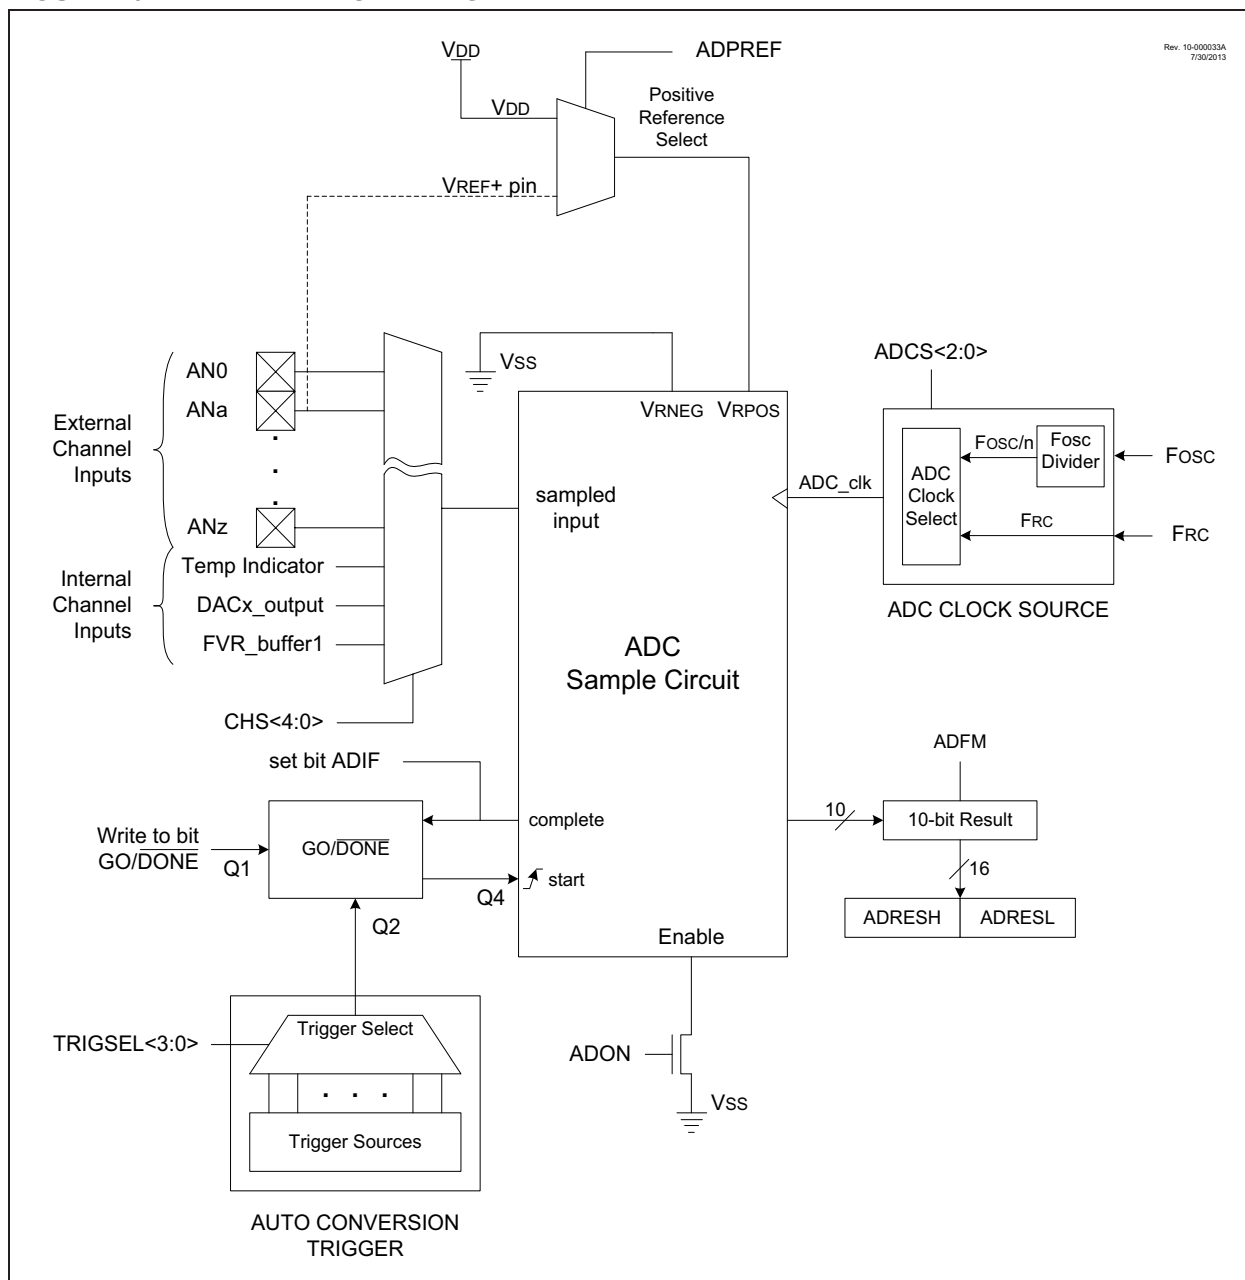 Rev. 10-000033A
7/30/2013
VDD
ADPREF
VDD
Positive
Reference
Select
VREF+ pin
VSS
ADCS<2:0>
AN0
ANa
External
Channel
Inputs
ANz
VRNEG VRPOS
FOSC/n
Fosc
Divider
FOSC
ADC
Clock
Select
ADC_clk
FRC
FRC
ADC CLOCK SOURCE
sampled
input
Internal
Channel
Inputs
Temp Indicator
DACx_output
FVR_buffer1
ADC
Sample Circuit
CHS<4:0>
set bit ADIF
ADFM
Write to bit
GO/DONE
Q1
GO/DONE
complete
Q4
start
10
10-bit Result
16
ADRESH
ADRESL
Q2
Enable
TRIGSEL<3:0>
Trigger Select
. . .
Trigger Sources
ADON
VSS
AUTO CONVERSION
TRIGGER